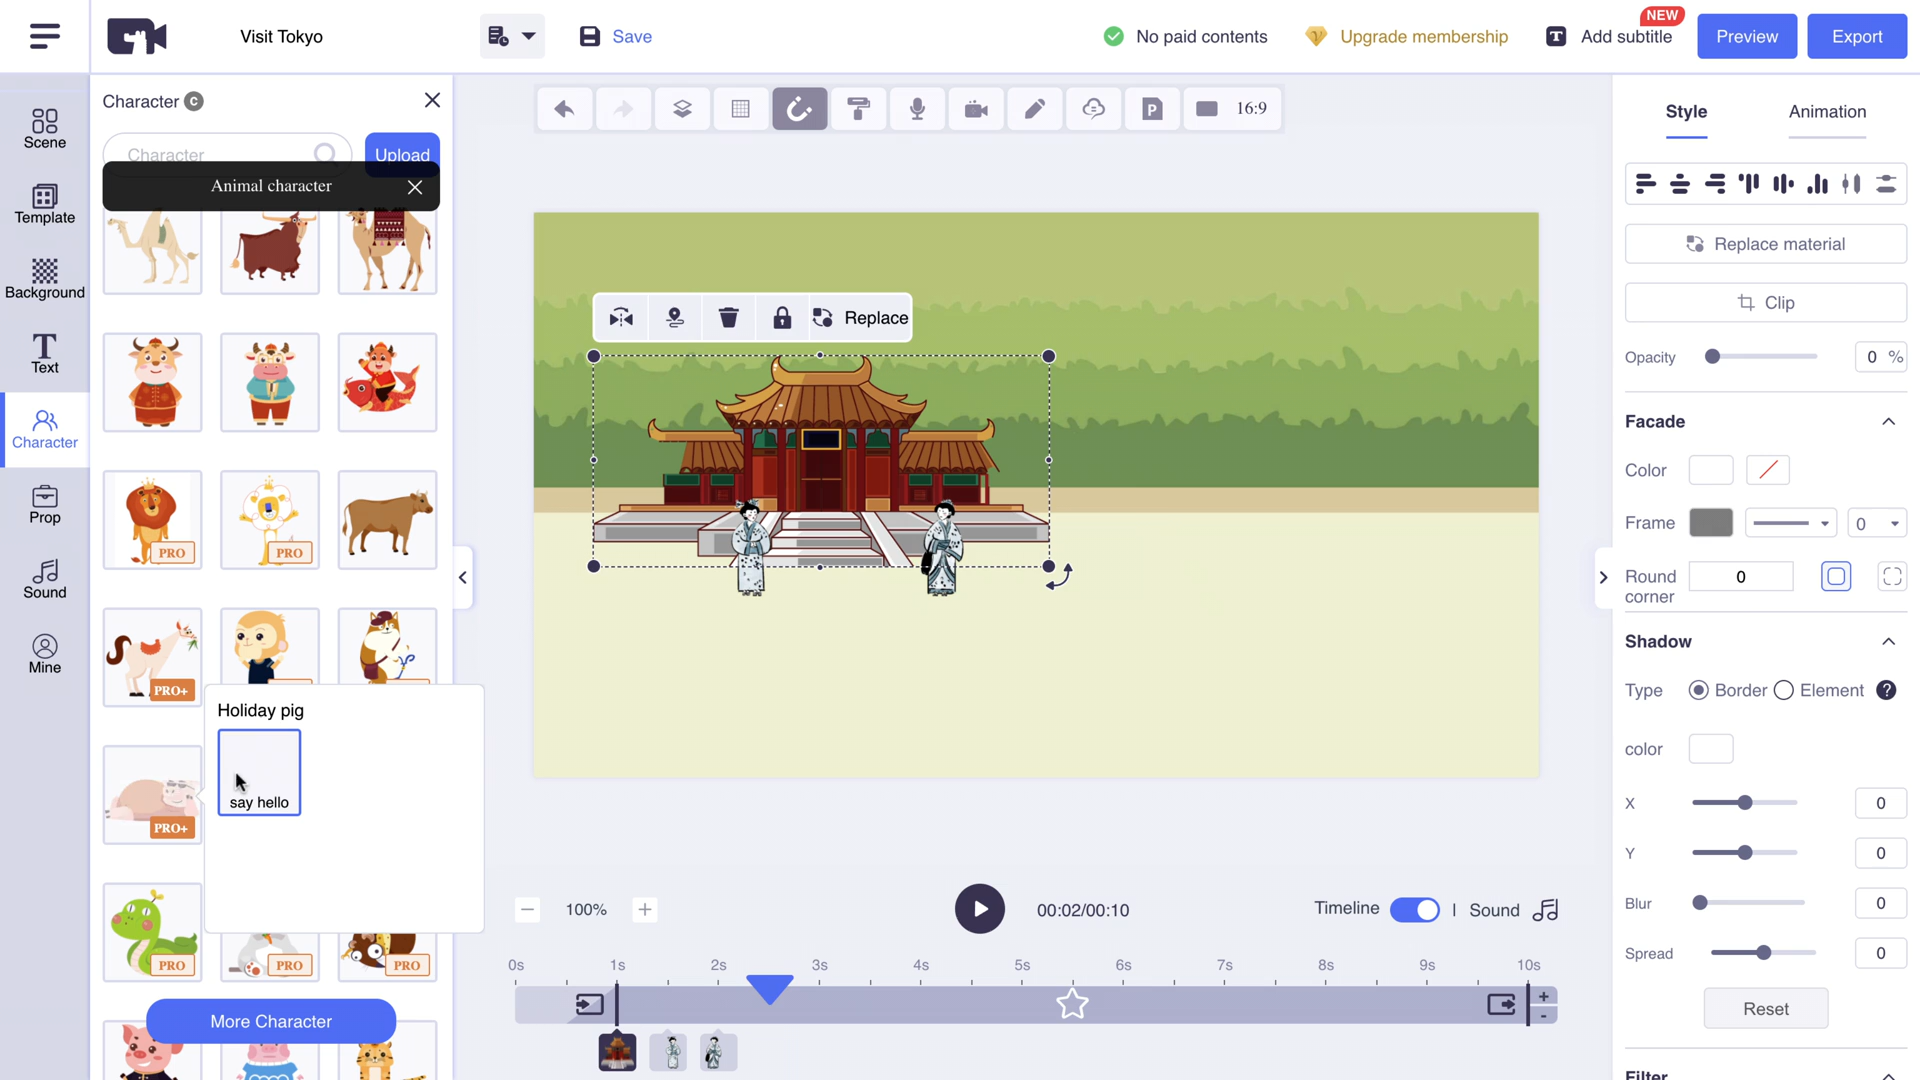 Visit Tokyo
Save
No paid contents
Upgrade membership
Add subtitle
NEW
Preview
Export
Scene
Template
Background
Text
Character
Prop
Sound
Mine
Character C
Character
Upload
Animal character
PRO
PRO
PRO+
PRO+
Holiday pig
say hello
PRO
PRO
PRO
More Character
16:9
Replace
100%
00:02/00:10
Timeline
Sound
0s
1s
2s
3s
4s
5s
6s
7s
8s
9s
10s
Style
Animation
Replace material
Clip
Opacity
0 %
Facade
Color
Frame
0
Round corner
0
Shadow
Type
Border
Element
?
color
X
0
Y
0
Blur
0
Spread
0
Reset
Filter